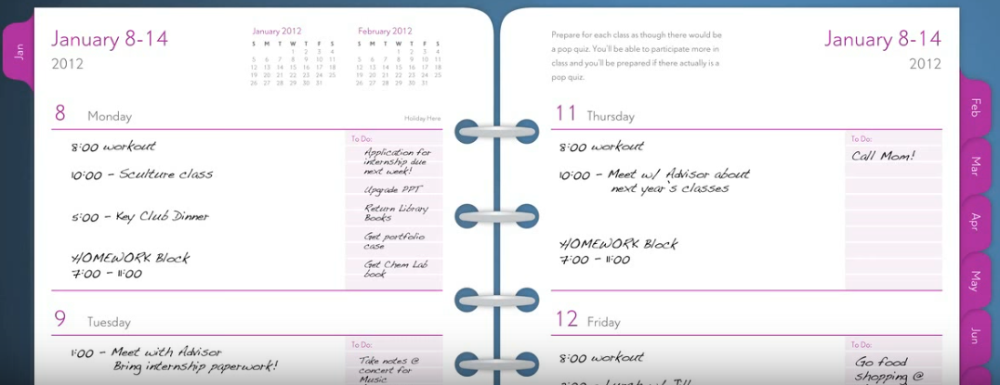 Jan
January 8-14
2012
January 2012
S M T W T F S
1 2 3 4
5 6 7 8 9 10 11
12 13 14 15 16 17 18
19 20 21 22 23 24 25
26 27 28 29 30 31
February 2012
S M T W T F S
1 2 3 4
5 6 7 8 9 10 11
12 13 14 15 16 17 18
19 20 21 22 23 24 25
26 27 28 29 30 31
8 Monday
Holiday Here
8:00 workout
10:00 - Sculture class
5:00 - Key Club Dinner
HOMEWORK Block
7:00 - 11:00
To Do:
Application for
internship due
next week!
Upgrade PPT
Return Library
Books
Get portfolio
case
Get Chem Lab
book
9 Tuesday
1:00 - Meet with Advisor
Bring internship paperwork!
To Do:
Take notes @
concert for
Music
Prepare for each class as though there would be
a pop quiz. You'll be able to participate more in
class and you'll be prepared if there actually is a
pop quiz.
January 8-14
2012
11 Thursday
8:00 workout
10:00 - Meet w/ Advisor about
next year's classes
HOMEWORK Block
7:00 - 11:00
To Do:
Call Mom!
12 Friday
8:00 workout
To Do:
Go food
shopping @
Feb
Mar
Apr
May
Jun